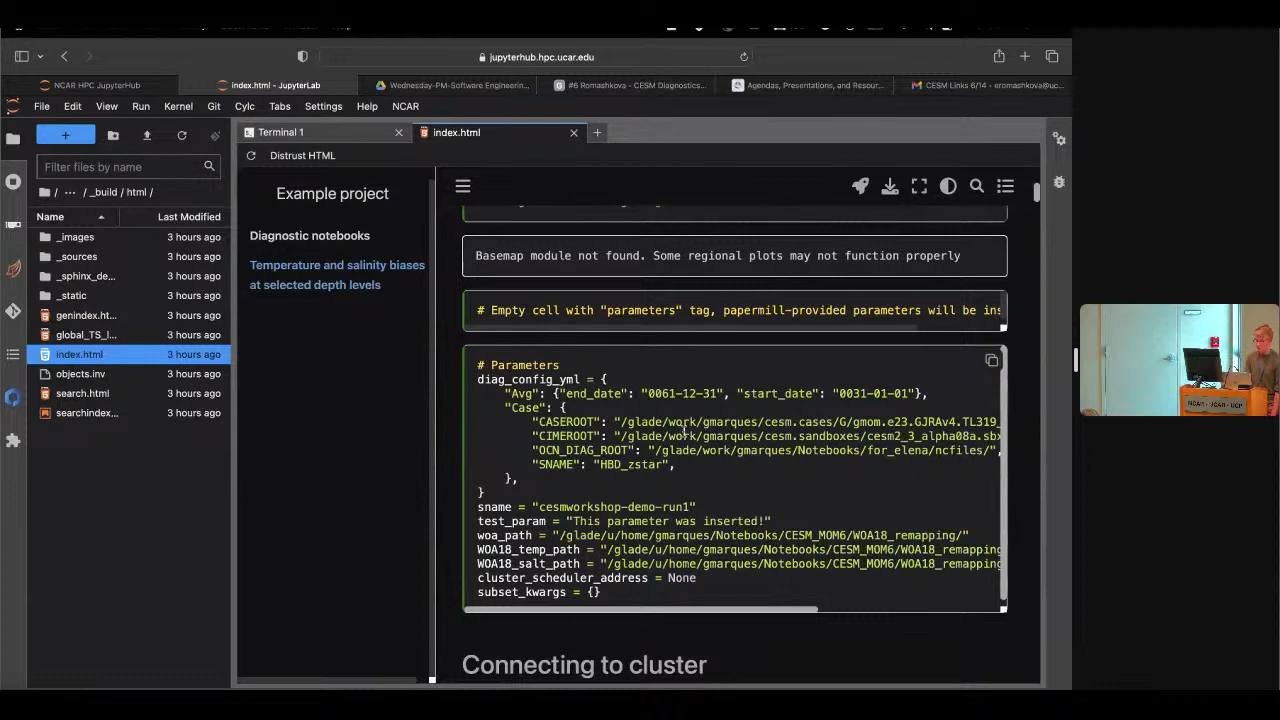 jupyterhub.hpc.ucar.edu
NCAR HPC JupyterHub
index.html - JupyterLab
Wednesday-PM-Software Engineerin...
#6 Romashkova - CESM Diagnostics...
Agendas, Presentations, and Resour...
CESM Links 6/14 - eromashkova@uc...
File Edit View Run Kernel Git Cylc Tabs Settings Help NCAR
Terminal 1
index.html
Filter files by name
Distrust HTML
/ ··· / _build / html /
Name Last Modified
_images 3 hours ago
_sources 3 hours ago
_sphinx_de... 3 hours ago
_static 3 hours ago
genindex.ht... 3 hours ago
global_TS_l... 3 hours ago
index.html 3 hours ago
objects.inv 3 hours ago
search.html 3 hours ago
searchindex... 3 hours ago
Example project
Diagnostic notebooks
Temperature and salinity biases
at selected depth levels
Basemap module not found. Some regional plots may not function properly
# Empty cell with "parameters" tag, papermill-provided parameters will be ins
# Parameters
diag_config_yml = {
"Avg": {"end_date": "0061-12-31", "start_date": "0031-01-01"},
"Case": {
"CASEROOT": "/glade/work/gmarques/cesm.cases/G/gmom.e23.GJRAv4.TL319_
"CIMEROOT": "/glade/work/gmarques/cesm.sandboxes/cesm2_3_alpha08a.sbx
"OCN_DIAG_ROOT": "/glade/work/gmarques/Notebooks/for_elena/ncfiles/",
"SNAME": "HBD_zstar",
},
}
sname = "cesmworkshop-demo-run1"
test_param = "This parameter was inserted!"
woa_path = "/glade/u/home/gmarques/Notebooks/CESM_MOM6/WOA18_remapping/"
WOA18_temp_path = "/glade/u/home/gmarques/Notebooks/CESM_MOM6/WOA18_remapping
WOA18_salt_path = "/glade/u/home/gmarques/Notebooks/CESM_MOM6/WOA18_remapping
cluster_scheduler_address = None
subset_kwargs = {}
Connecting to cluster
NCAR - UCAR - UCP